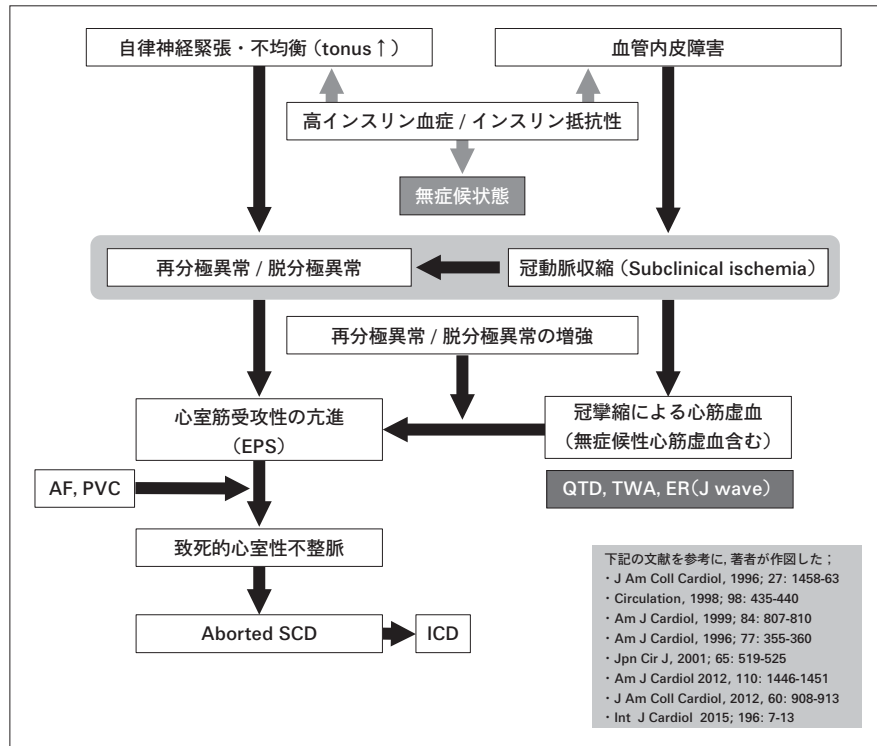 自律神経緊張・不均衡（tonus↑）
血管内皮障害
高インスリン血症 / インスリン抵抗性
無症候状態
再分極異常 / 脱分極異常
冠動脈収縮（Subclinical ischemia）
再分極異常 / 脱分極異常の増強
心室筋受攻性の亢進
（EPS）
冠攣縮による心筋虚血
（無症候性心筋虚血含む）
AF, PVC
QTD, TWA, ER（J wave）
致死的心室性不整脈
Aborted SCD
ICD
下記の文献を参考に, 著者が作図した；
・J Am Coll Cardiol, 1996; 27: 1458-63
・Circulation, 1998; 98: 435-440
・Am J Cardiol, 1999; 84: 807-810
・Am J Cardiol, 1996; 77: 355-360
・Jpn Cir J, 2001; 65: 519-525
・Am J Cardiol 2012, 110: 1446-1451
・J Am Coll Cardiol, 2012, 60: 908-913
・Int J Cardiol 2015; 196: 7-13